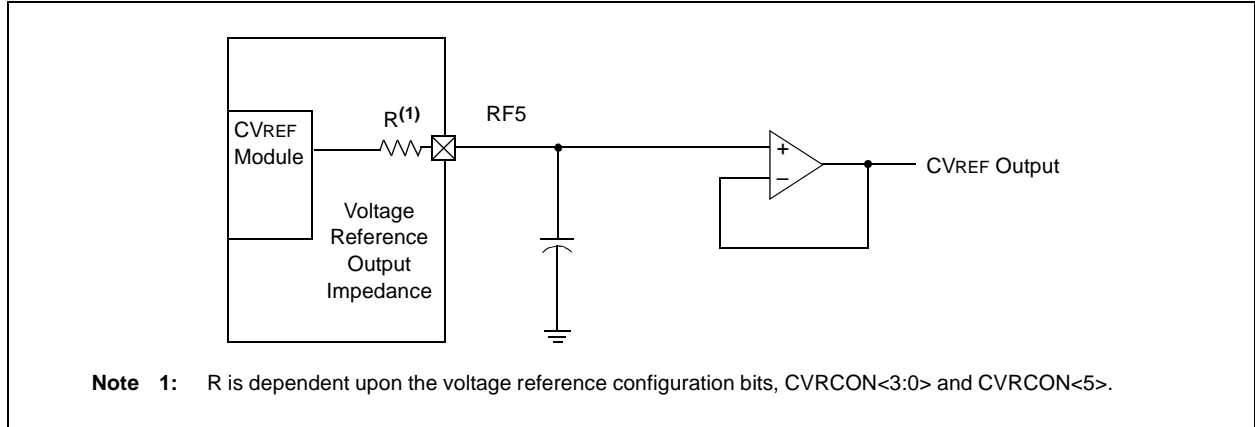 CVREF
Module
R(1)
RF5
Voltage
Reference
Output
Impedance
+
–
CVREF Output
Note 1: R is dependent upon the voltage reference configuration bits, CVRCON<3:0> and CVRCON<5>.